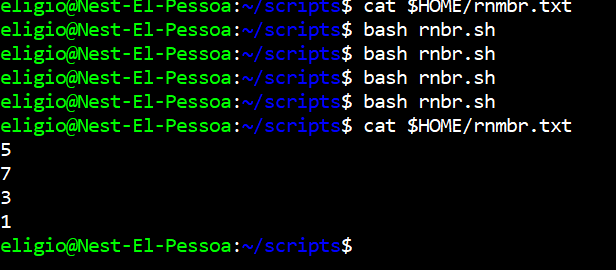 eligio@Nest-El-Pessoa:~/scripts$ cat $HOME/rnmbr.txt
eligio@Nest-El-Pessoa:~/scripts$ bash rnbr.sh
eligio@Nest-El-Pessoa:~/scripts$ bash rnbr.sh
eligio@Nest-El-Pessoa:~/scripts$ bash rnbr.sh
eligio@Nest-El-Pessoa:~/scripts$ bash rnbr.sh
eligio@Nest-El-Pessoa:~/scripts$ cat $HOME/rnmbr.txt
5
7
3
1
eligio@Nest-El-Pessoa:~/scripts$